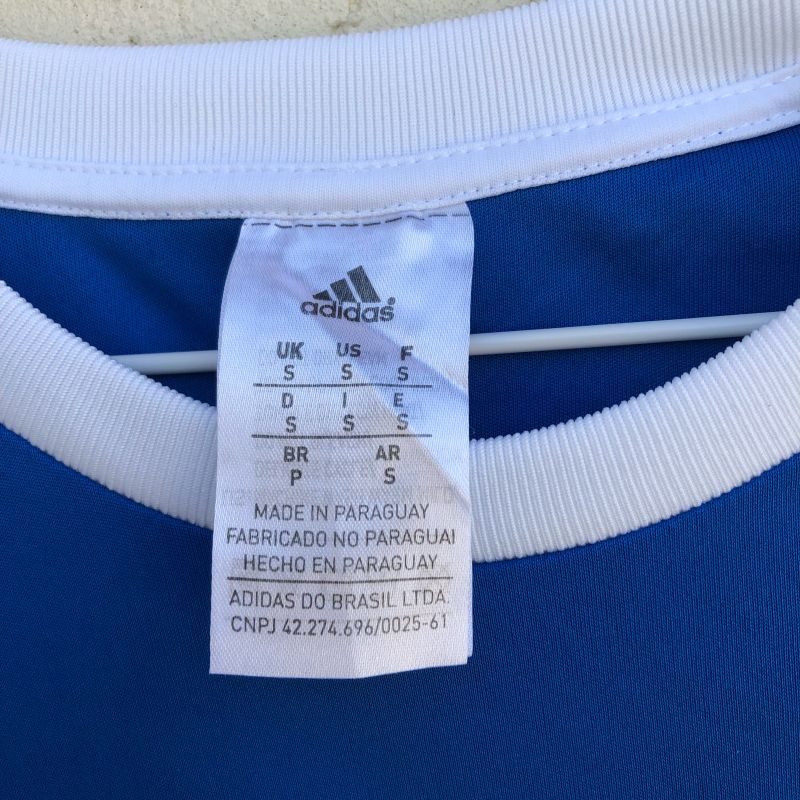 adidas
UK US F
S S S
D I E
S S S
BR AR
P S
MADE IN PARAGUAY
FABRICADO NO PARAGUAI
HECHO EN PARAGUAY
ADIDAS DO BRASIL LTDA.
CNPJ 42.274.696/0025-61